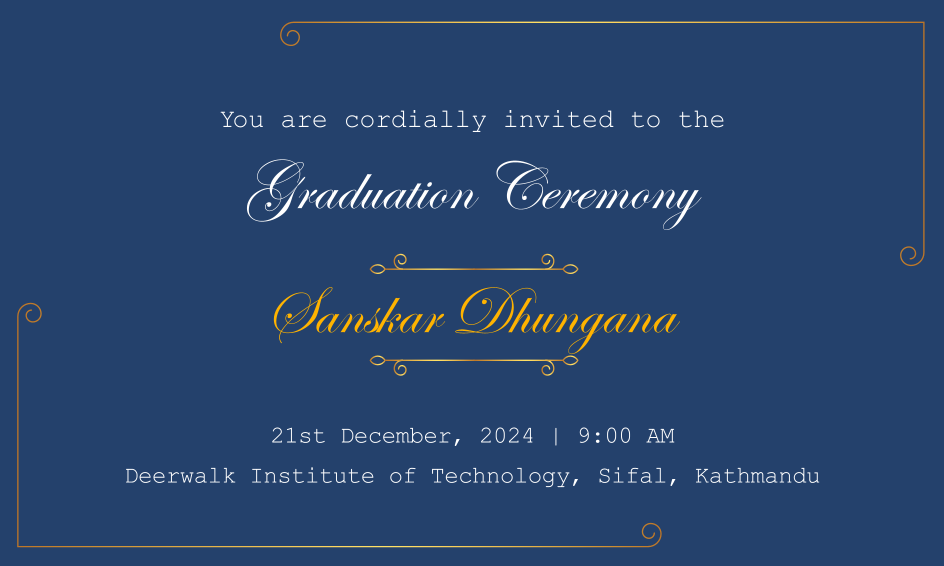 You are cordially invited to the
Graduation Ceremony
Sanskar Dhungana
21st December, 2024 | 9:00 AM
Deerwalk Institute of Technology, Sifal, Kathmandu